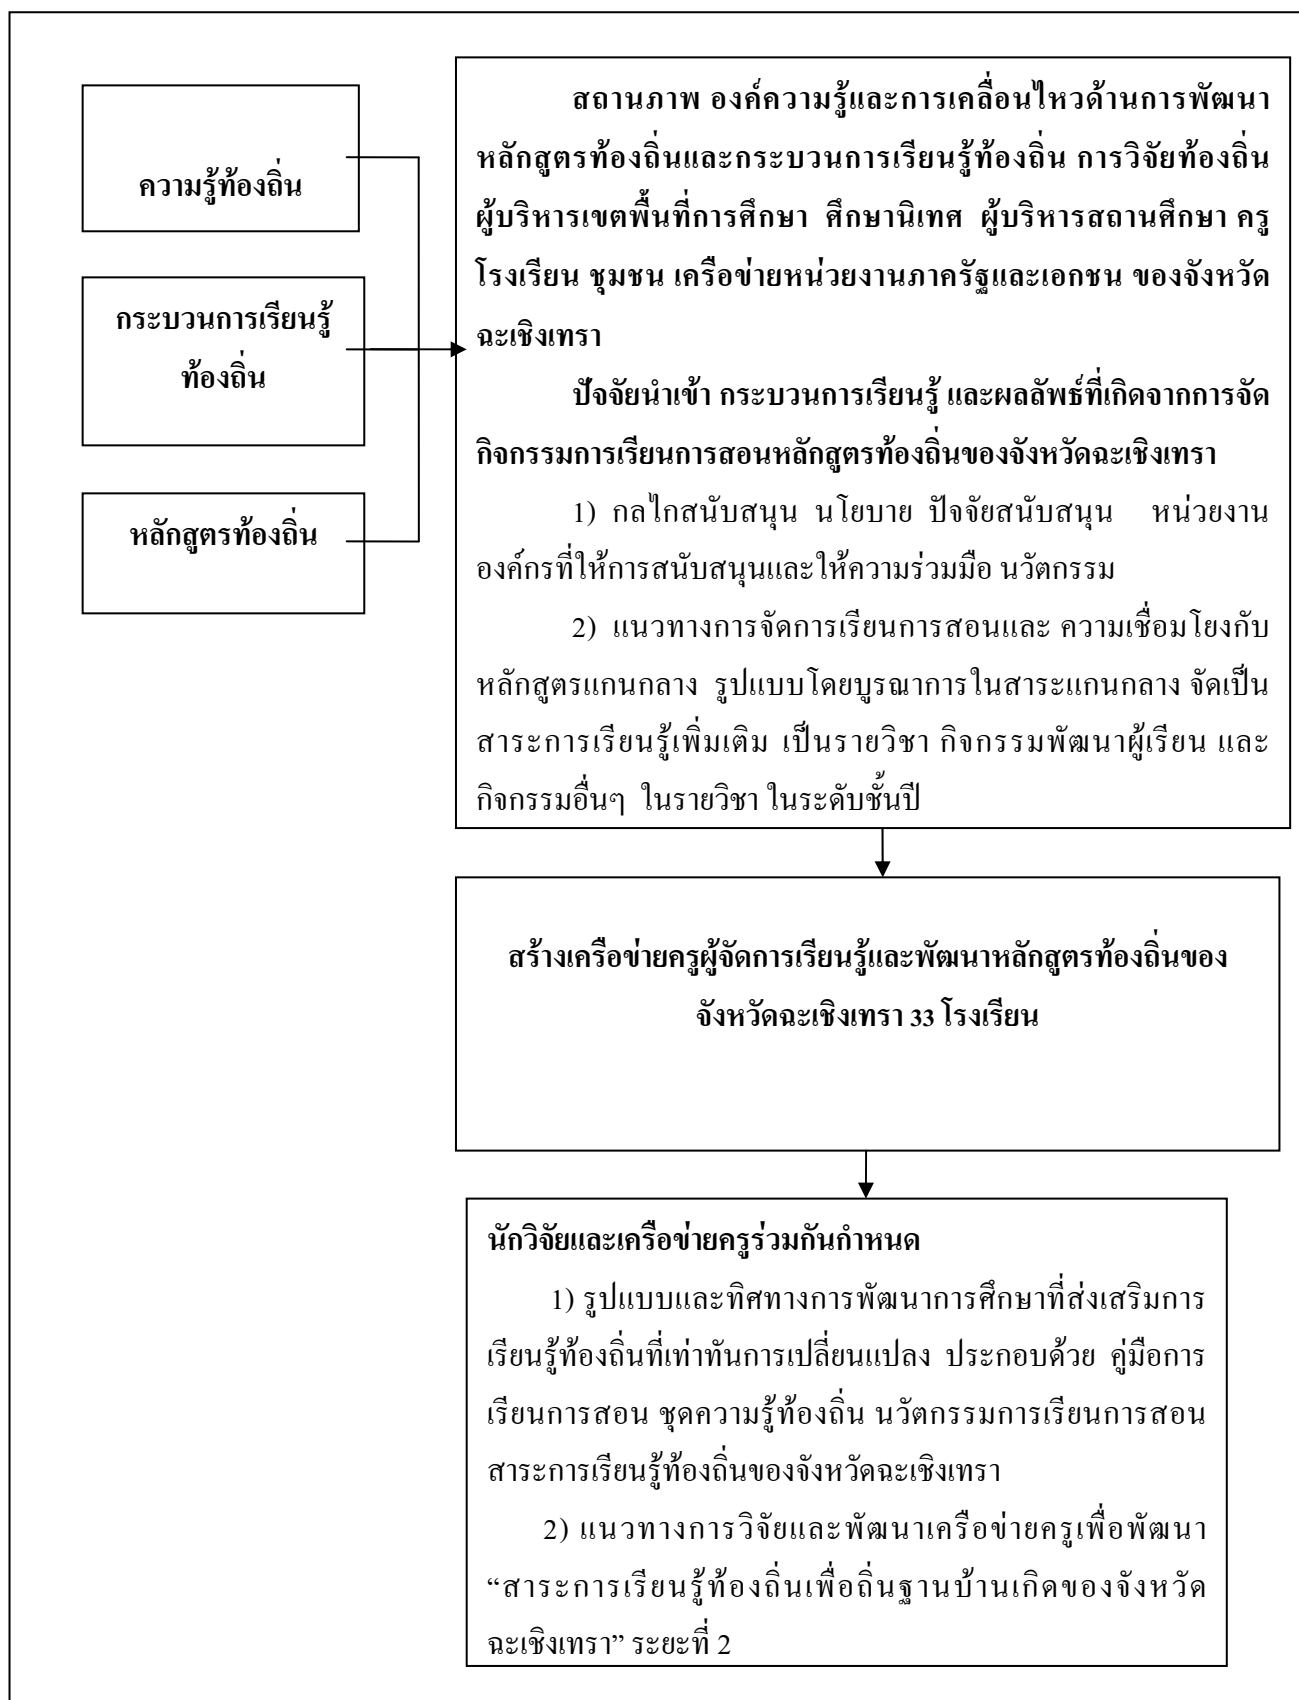 ความรู้ท้องถิ่น
กระบวนการเรียนรู้
ท้องถิ่น
หลักสูตรท้องถิ่น
สถานภาพ องค์ความรู้และการเคลื่อนไหวด้านการพัฒนา
หลักสูตรท้องถิ่นและกระบวนการเรียนรู้ท้องถิ่น การวิจัยท้องถิ่น
ผู้บริหารเขตพื้นที่การศึกษา ศึกษานิเทศ ผู้บริหารสถานศึกษา ครู
โรงเรียน ชุมชน เครือข่ายหน่วยงานภาครัฐและเอกชน ของจังหวัด
ฉะเชิงเทรา
ปัจจัยนำเข้า กระบวนการเรียนรู้ และผลลัพธ์ที่เกิดจากการจัด
กิจกรรมการเรียนการสอนหลักสูตรท้องถิ่นของจังหวัดฉะเชิงเทรา
1) กลไกสนับสนุน นโยบาย ปัจจัยสนับสนุน หน่วยงาน
องค์กรที่ให้การสนับสนุนและให้ความร่วมมือ นวัตกรรม
2) แนวทางการจัดการเรียนการสอนและ ความเชื่อมโยงกับ
หลักสูตรแกนกลาง รูปแบบโดยบูรณาการในสาระแกนกลาง จัดเป็น
สาระการเรียนรู้เพิ่มเติม เป็นรายวิชา กิจกรรมพัฒนาผู้เรียน และ
กิจกรรมอื่นๆ ในรายวิชา ในระดับชั้นปี
สร้างเครือข่ายครูผู้จัดการเรียนรู้และพัฒนาหลักสูตรท้องถิ่นของ
จังหวัดฉะเชิงเทรา 33 โรงเรียน
นักวิจัยและเครือข่ายครูร่วมกันกำหนด
1) รูปแบบและทิศทางการพัฒนาการศึกษาที่ส่งเสริมการ
เรียนรู้ท้องถิ่นที่เท่าทันการเปลี่ยนแปลง ประกอบด้วย คู่มือการ
เรียนการสอน ชุดความรู้ท้องถิ่น นวัตกรรมการเรียนการสอน
สาระการเรียนรู้ท้องถิ่นของจังหวัดฉะเชิงเทรา
2) แนวทางการวิจัยและพัฒนาเครือข่ายครูเพื่อพัฒนา
“สาระการเรียนรู้ท้องถิ่นเพื่อถิ่นฐานบ้านเกิดของจังหวัด
ฉะเชิงเทรา” ระยะที่ 2